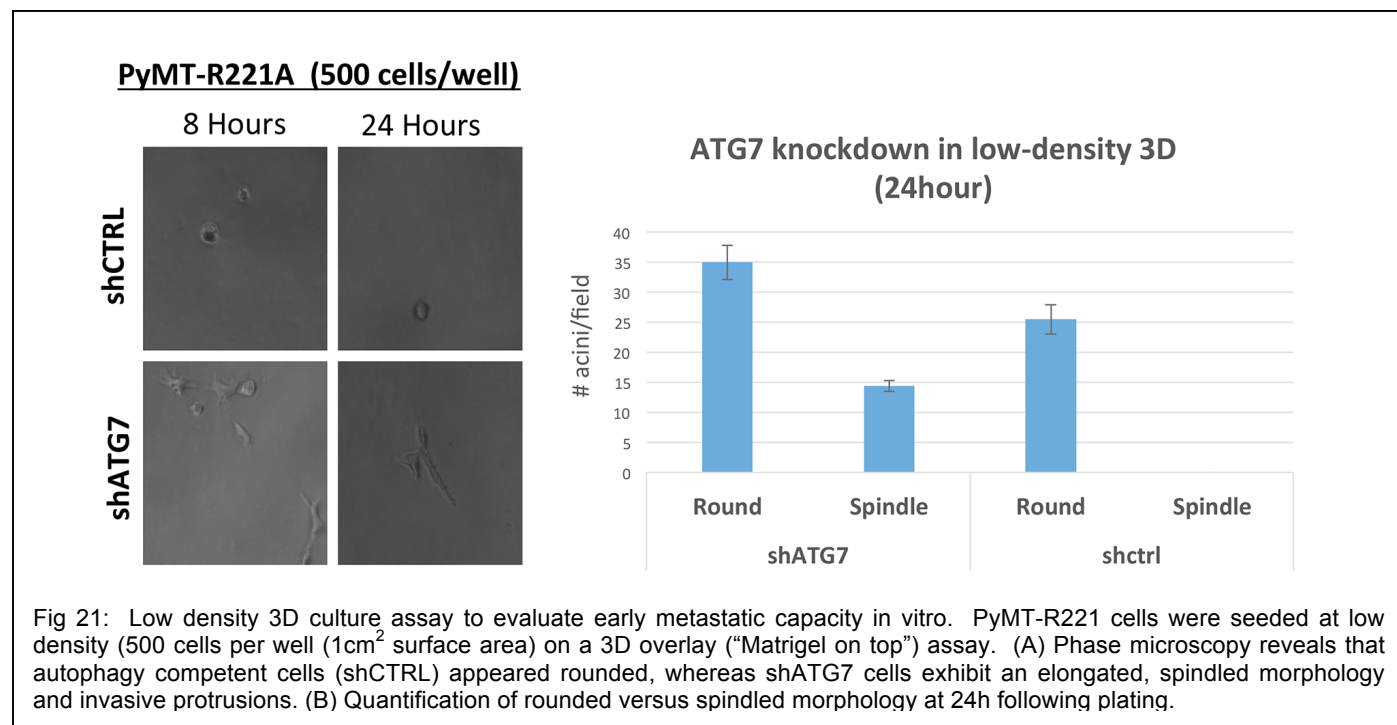 PyMT-R221A (500 cells/well)
8 Hours 24 Hours
shCTRL
shATG7
ATG7 knockdown in low-density 3D
(24hour)
# acini/field
40
35
30
25
20
15
10
5
0
Round Spindle Round Spindle
shATG7 shctrl
Fig 21: Low density 3D culture assay to evaluate early metastatic capacity in vitro. PyMT-R221 cells were seeded at low
density (500 cells per well (1cm² surface area) on a 3D overlay (“Matrigel on top”) assay. (A) Phase microscopy reveals that
autophagy competent cells (shCTRL) appeared rounded, whereas shATG7 cells exhibit an elongated, spindled morphology
and invasive protrusions. (B) Quantification of rounded versus spindled morphology at 24h following plating.